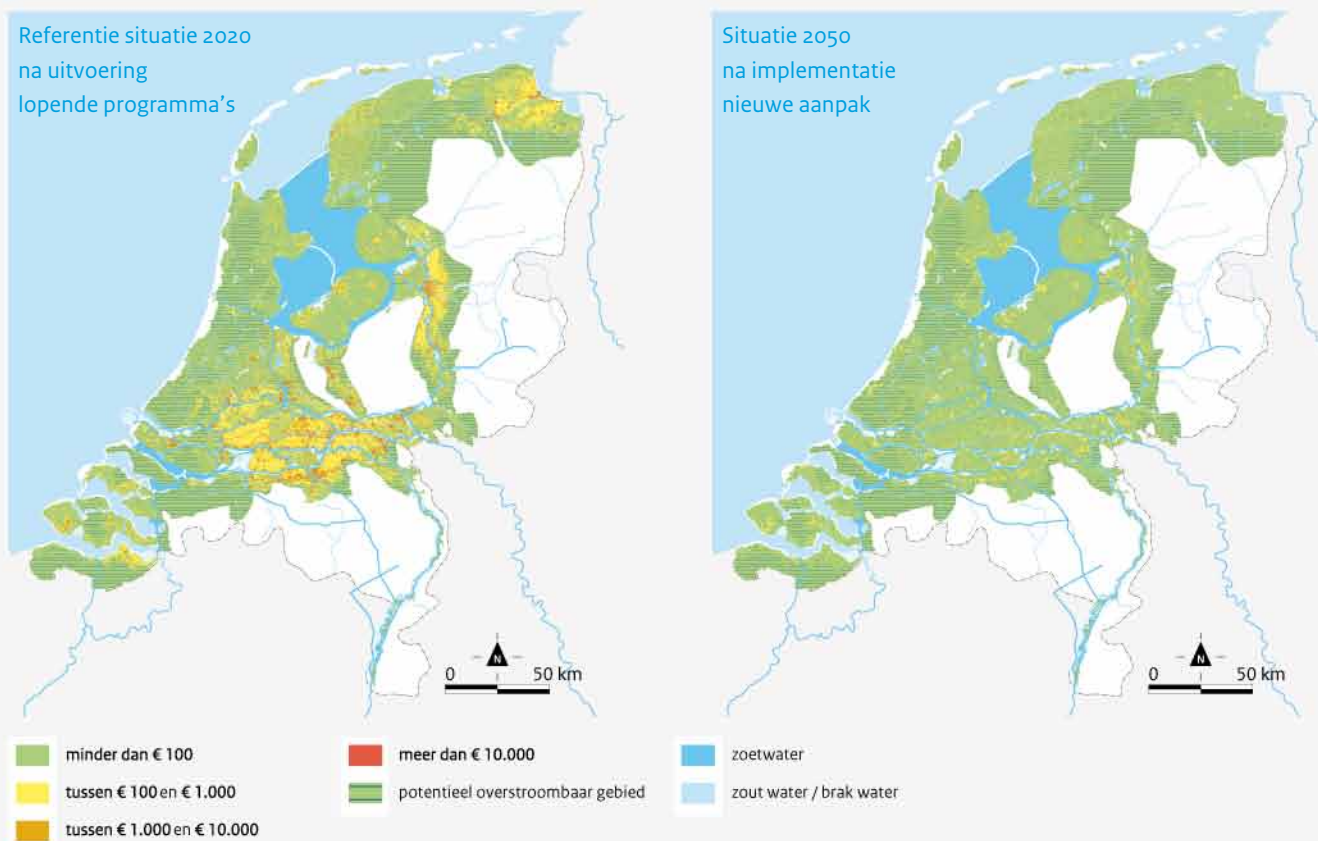 Referentie situatie 2020
na uitvoering
lopende programma's
Situatie 2050
na implementatie
nieuwe aanpak
N
0 50 km
N
0 50 km
minder dan € 100
tussen € 100 en € 1.000
tussen € 1.000 en € 10.000
meer dan € 10.000
potentieel overstroombaar gebied
zoetwater
zout water / brak water